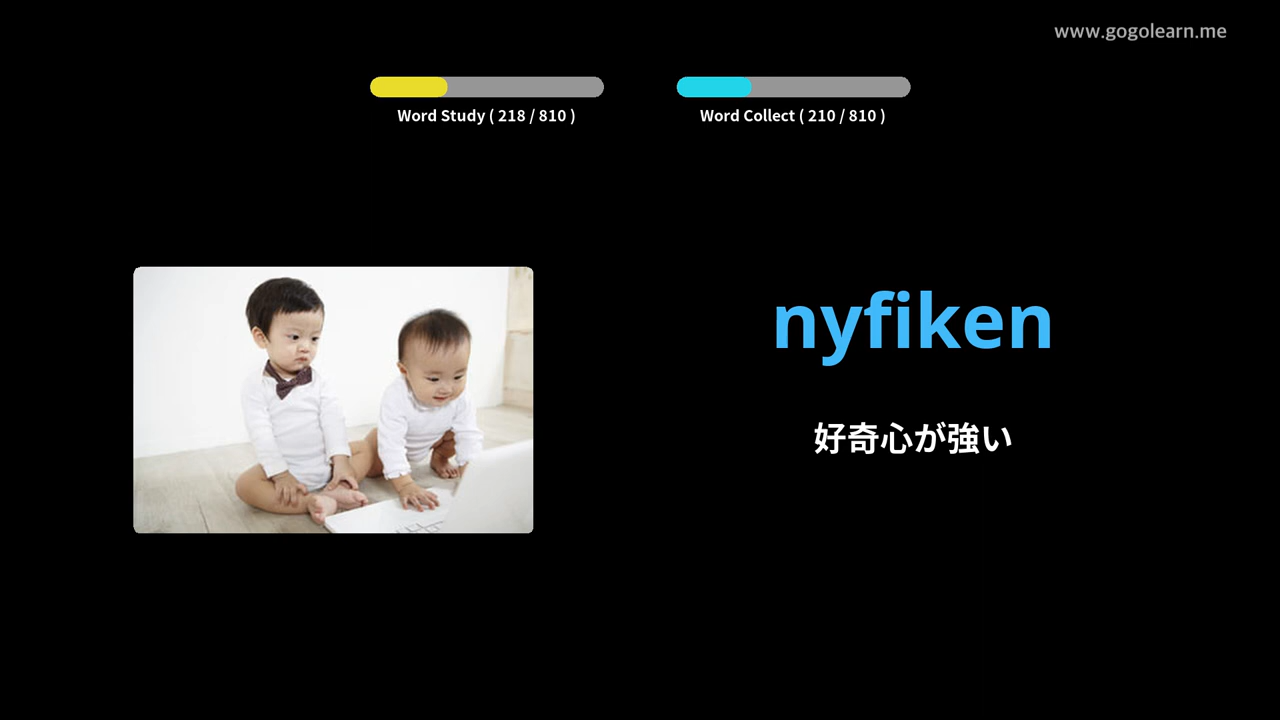 www.gogolearn.me
Word Study ( 218 / 810 )
Word Collect ( 210 / 810 )
nyfiken
好奇心が強い